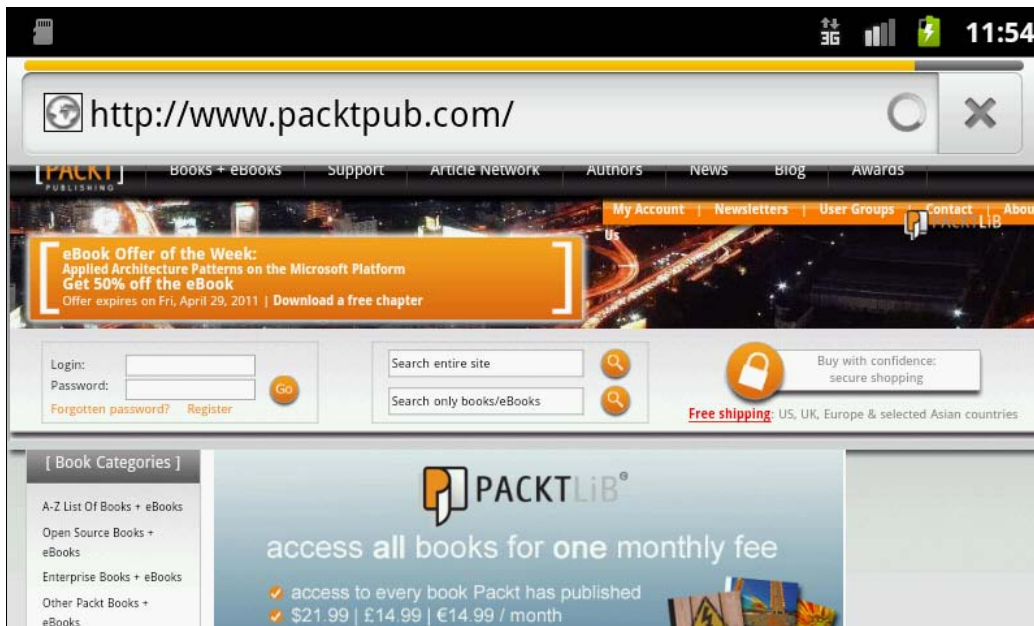 3G 11:54
http://www.packtpub.com/
[PACKT] Books + eBooks Support Article Network Authors News Blog Awards
PUBLISHING
My Account | Newsletters | User Groups | Contact | Abou
Us
PACKTLiB
eBook Offer of the Week:
Applied Architecture Patterns on the Microsoft Platform
Get 50% off the eBook
Offer expires on Fri, April 29, 2011 | Download a free chapter
Login:
Password:
Go
Forgotten password? Register
Search entire site
Search only books/eBooks
Buy with confidence:
secure shopping
Free shipping: US, UK, Europe & selected Asian countries
[ Book Categories ]
A-Z List Of Books + eBooks
Open Source Books +
eBooks
Enterprise Books + eBooks
Other Packt Books +
eBooks
PACKTLiB®
access all books for one monthly fee
access to every book Packt has published
$21.99 | £14.99 | €14.99 / month